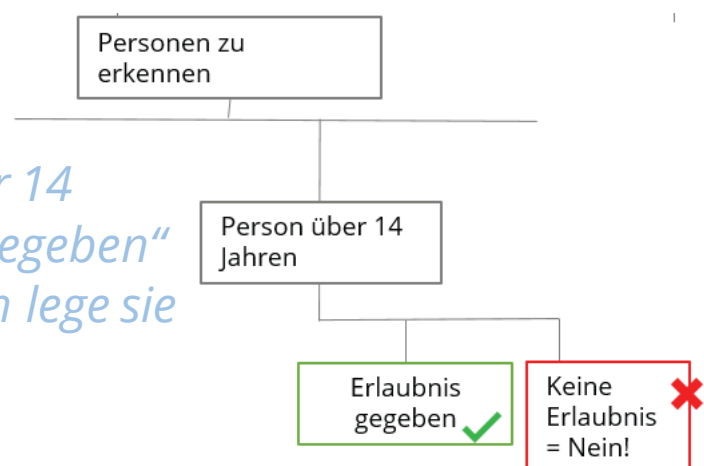 Personen zu
erkennen
r 14
egeben“
n lege sie
Person über 14
Jahren
Erlaubnis
gegeben
Keine
Erlaubnis
= Nein!